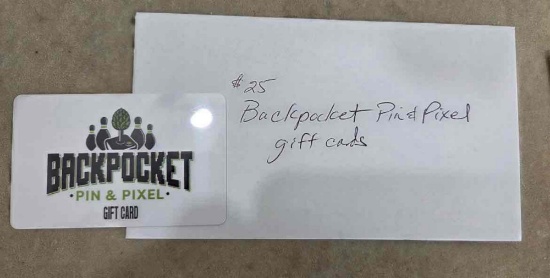 $25
Backpocket Pin & Pixel
gift cards
BACKPOCKET
• PIN & PIXEL •
GIFT CARD